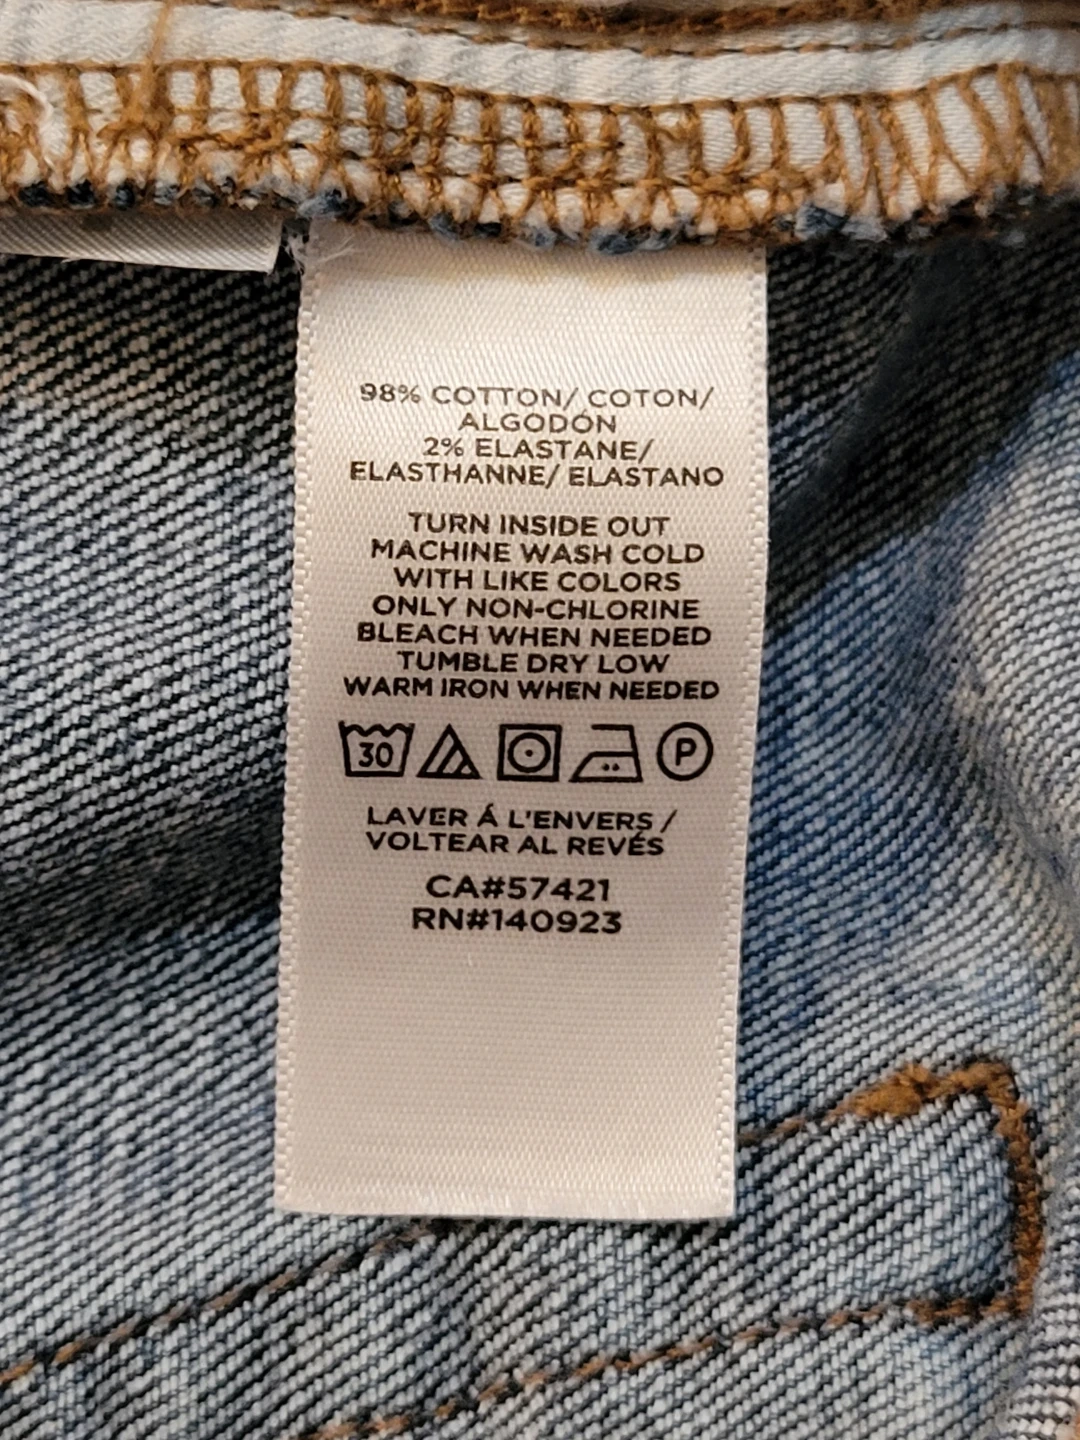 98% COTTON/ COTON/
ALGODÓN
2% ELASTANE/
ELASTHANNE/ ELASTANO
TURN INSIDE OUT
MACHINE WASH COLD
WITH LIKE COLORS
ONLY NON-CHLORINE
BLEACH WHEN NEEDED
TUMBLE DRY LOW
WARM IRON WHEN NEEDED
30 P
LAVER Á L'ENVERS /
VOLTEAR AL REVÉS
CA#57421
RN#140923